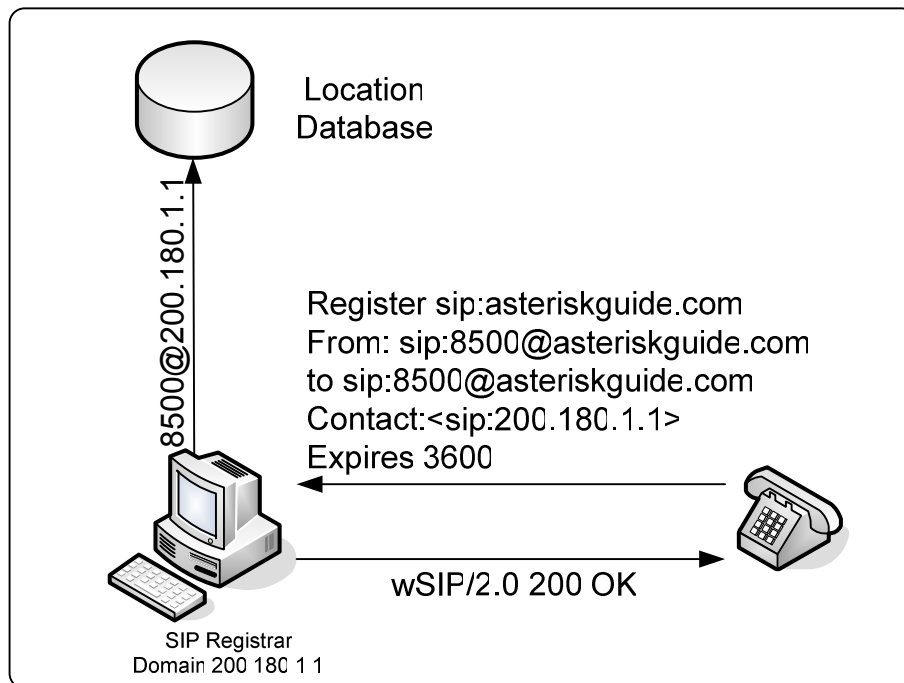 Location
Database
8500@200.180.1.1
Register sip:asteriskguide.com
From: sip:8500@asteriskguide.com
to sip:8500@asteriskguide.com
Contact:<sip:200.180.1.1>
Expires 3600
wSIP/2.0 200 OK
SIP Registrar
Domain 200 180 1 1